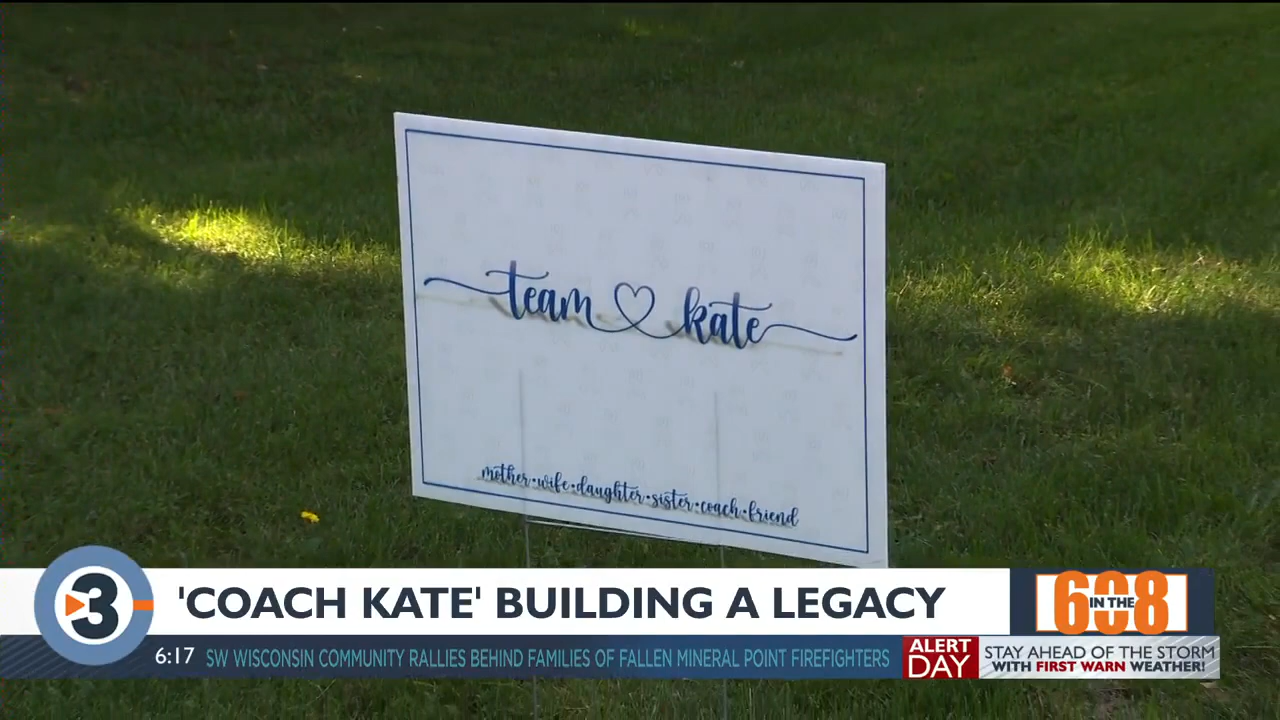 team kate
mother•wife•daughter•sister•coach•friend
3
'COACH KATE' BUILDING A LEGACY
608
IN THE
6:17 SW WISCONSIN COMMUNITY RALLIES BEHIND FAMILIES OF FALLEN MINERAL POINT FIREFIGHTERS
ALERT
DAY
STAY AHEAD OF THE STORM
WITH FIRST WARN WEATHER!